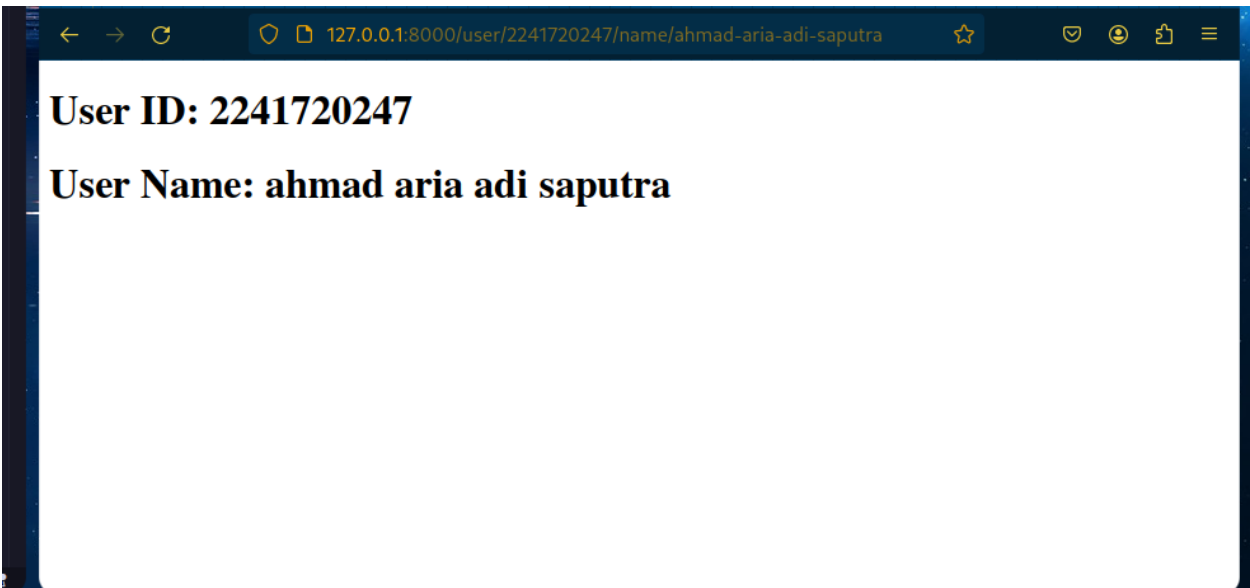 127.0.0.1:8000/user/2241720247/name/ahmad-aria-adi-saputra
User ID: 2241720247
User Name: ahmad aria adi saputra